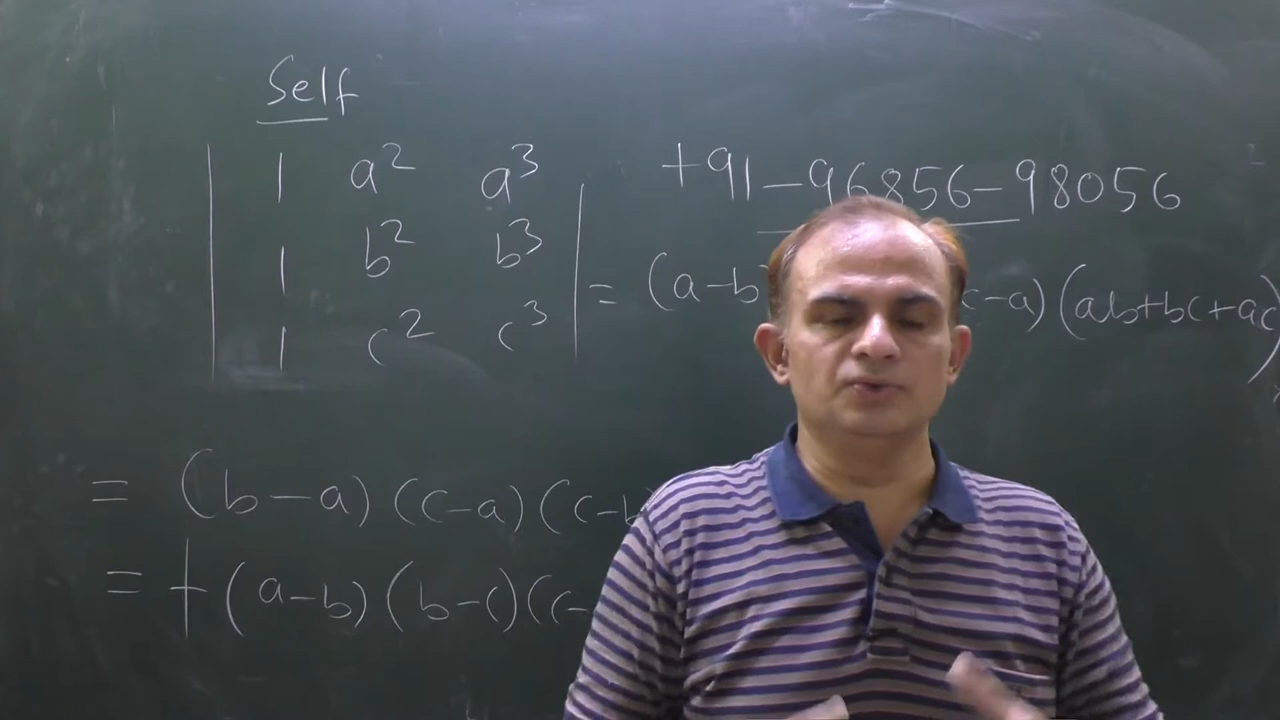 Self
+91-96856-98056
| 1 a² a³ |
| 1 b² b³ | = (a-b) c-a) (ab+bc+ac)
| 1 c² c³ |
= (b-a) (c-a) (c-b
= +(a-b) (b-c) (c-